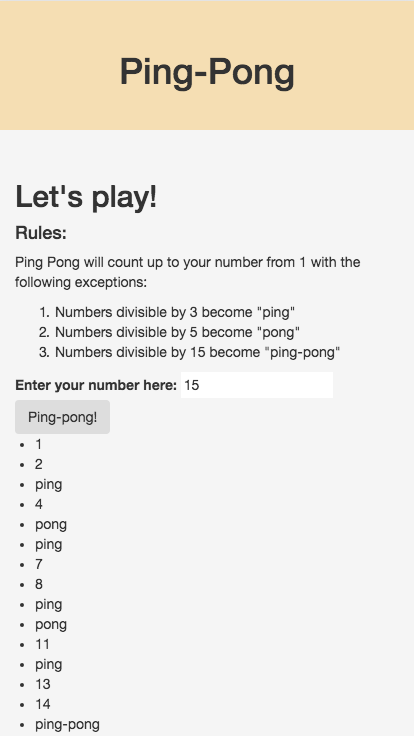 Ping-Pong
Let's play!
Rules:
Ping Pong will count up to your number from 1 with the
following exceptions:
1. Numbers divisible by 3 become "ping"
2. Numbers divisible by 5 become "pong"
3. Numbers divisible by 15 become "ping-pong"
Enter your number here: 15
Ping-pong!
• 1
• 2
• ping
• 4
• pong
• ping
• 7
• 8
• ping
• pong
• 11
• ping
• 13
• 14
• ping-pong